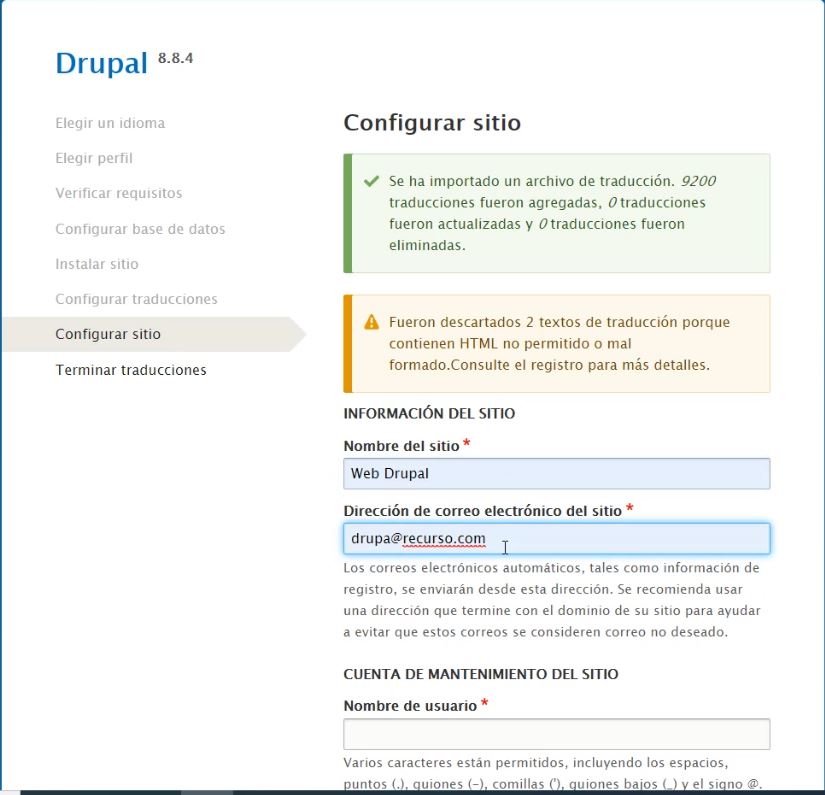 Drupal 8.8.4
Elegir un idioma
Elegir perfil
Verificar requisitos
Configurar base de datos
Instalar sitio
Configurar traducciones
Configurar sitio
Terminar traducciones
Configurar sitio
Se ha importado un archivo de traducción. 9200
traducciones fueron agregadas, 0 traducciones
fueron actualizadas y 0 traducciones fueron
eliminadas.
Fueron descartados 2 textos de traducción porque
contienen HTML no permitido o mal
formado.Consulte el registro para más detalles.
INFORMACIÓN DEL SITIO
Nombre del sitio *
Web Drupal
Dirección de correo electrónico del sitio *
drupa@recurso.com
Los correos electrónicos automáticos, tales como información de
registro, se enviarán desde esta dirección. Se recomienda usar
una dirección que termine con el dominio de su sitio para ayudar
a evitar que estos correos se consideren correo no deseado.
CUENTA DE MANTENIMIENTO DEL SITIO
Nombre de usuario *
Varios caracteres están permitidos, incluyendo los espacios,
puntos (.), guiones (-), comillas ('), guiones bajos (_) y el signo @.